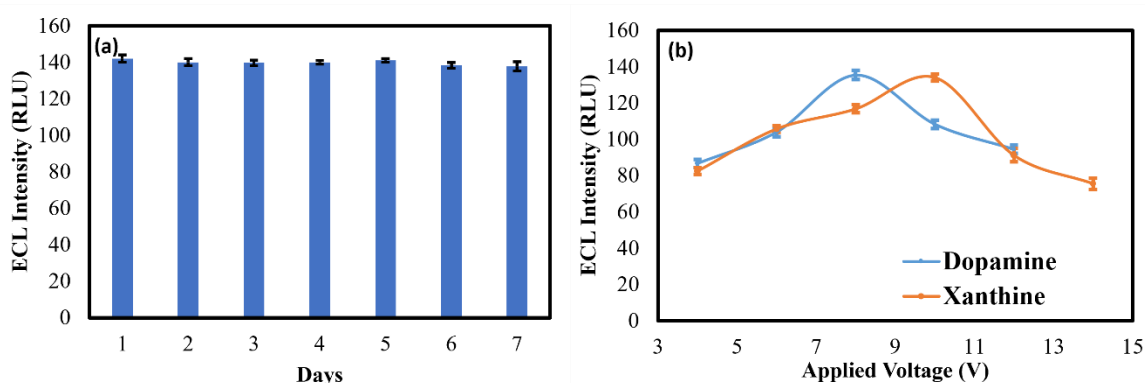 (a)
ECL Intensity (RLU)
160
140
120
100
80
60
40
20
0
1 2 3 4 5 6 7
Days
(b)
ECL Intensity (RLU)
160
140
120
100
80
60
40
20
0
Dopamine
Xanthine
3 5 7 9 11 13 15
Applied Voltage (V)